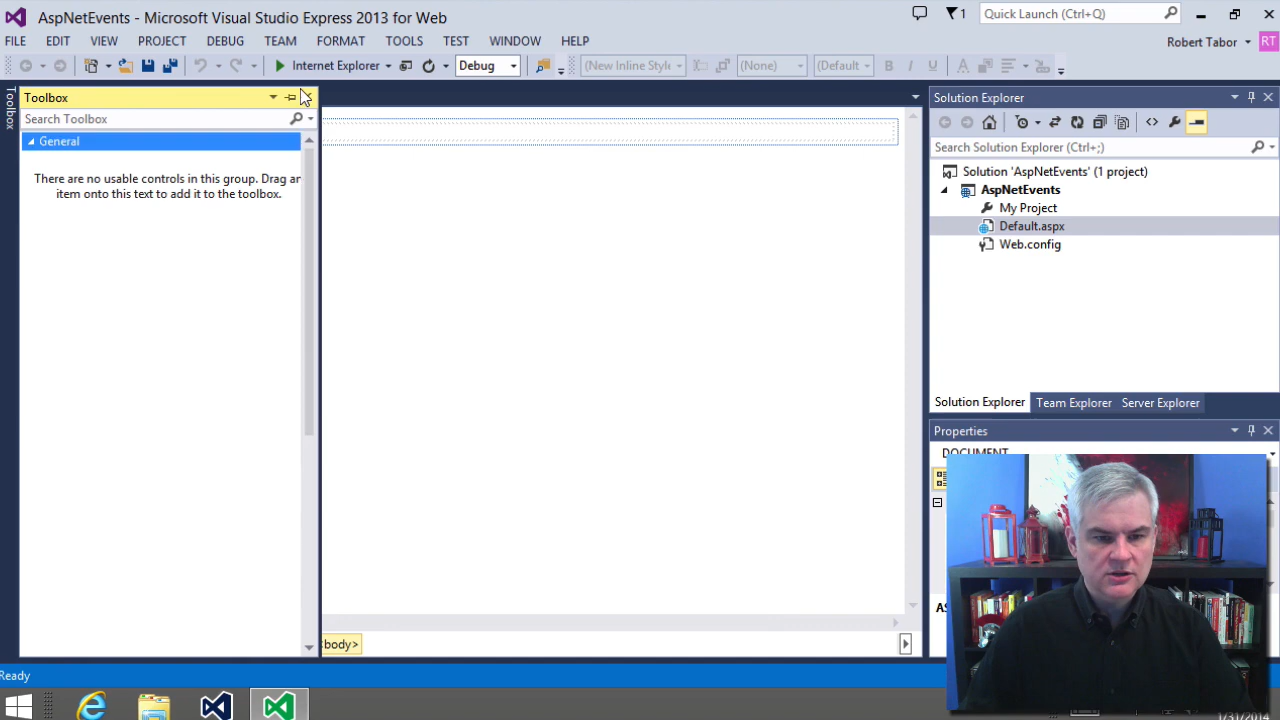 AspNetEvents - Microsoft Visual Studio Express 2013 for Web
1
Quick Launch (Ctrl+Q)
FILE EDIT VIEW PROJECT DEBUG TEAM FORMAT TOOLS TEST WINDOW HELP
Robert Tabor RT
Internet Explorer Debug (New Inline Style (None) (Default B I U A
Toolbox
Toolbox
Search Toolbox
General
There are no usable controls in this group. Drag an
item onto this text to add it to the toolbox.
<body>
Solution Explorer
Search Solution Explorer (Ctrl+;)
Solution 'AspNetEvents' (1 project)
AspNetEvents
My Project
Default.aspx
Web.config
Solution Explorer Team Explorer Server Explorer
Properties
DOCUMENT
Ready
1/31/2014